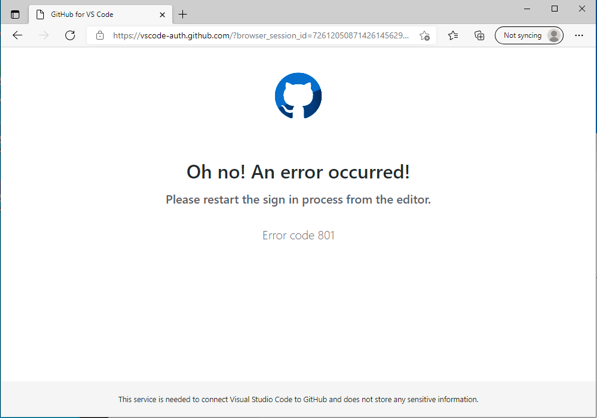 GitHub for VS Code
https://vscode-auth.github.com/?browser_session_id=72612050871426145629...
Not syncing
Oh no! An error occurred!
Please restart the sign in process from the editor.
Error code 801
This service is needed to connect Visual Studio Code to GitHub and does not store any sensitive information.